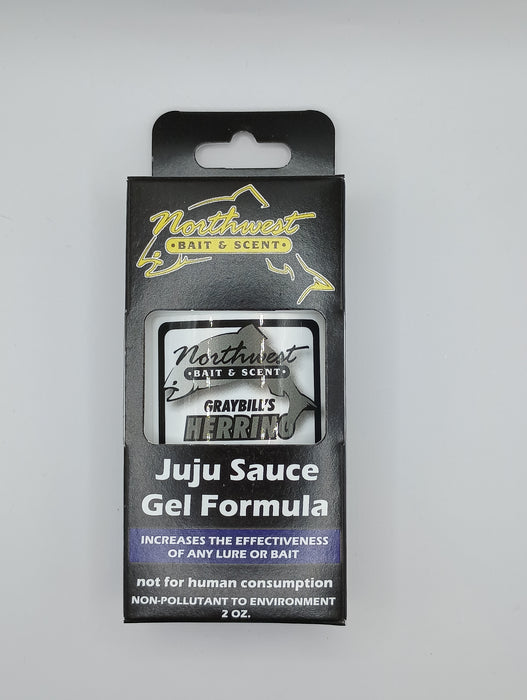 Northwest
•BAIT & SCENT•
Northwest
•BAIT & SCENT•
GRAYBILL'S
HERRING
Juju Sauce
Gel Formula
INCREASES THE EFFECTIVENESS
OF ANY LURE OR BAIT
not for human consumption
NON-POLLUTANT TO ENVIRONMENT
2 OZ.